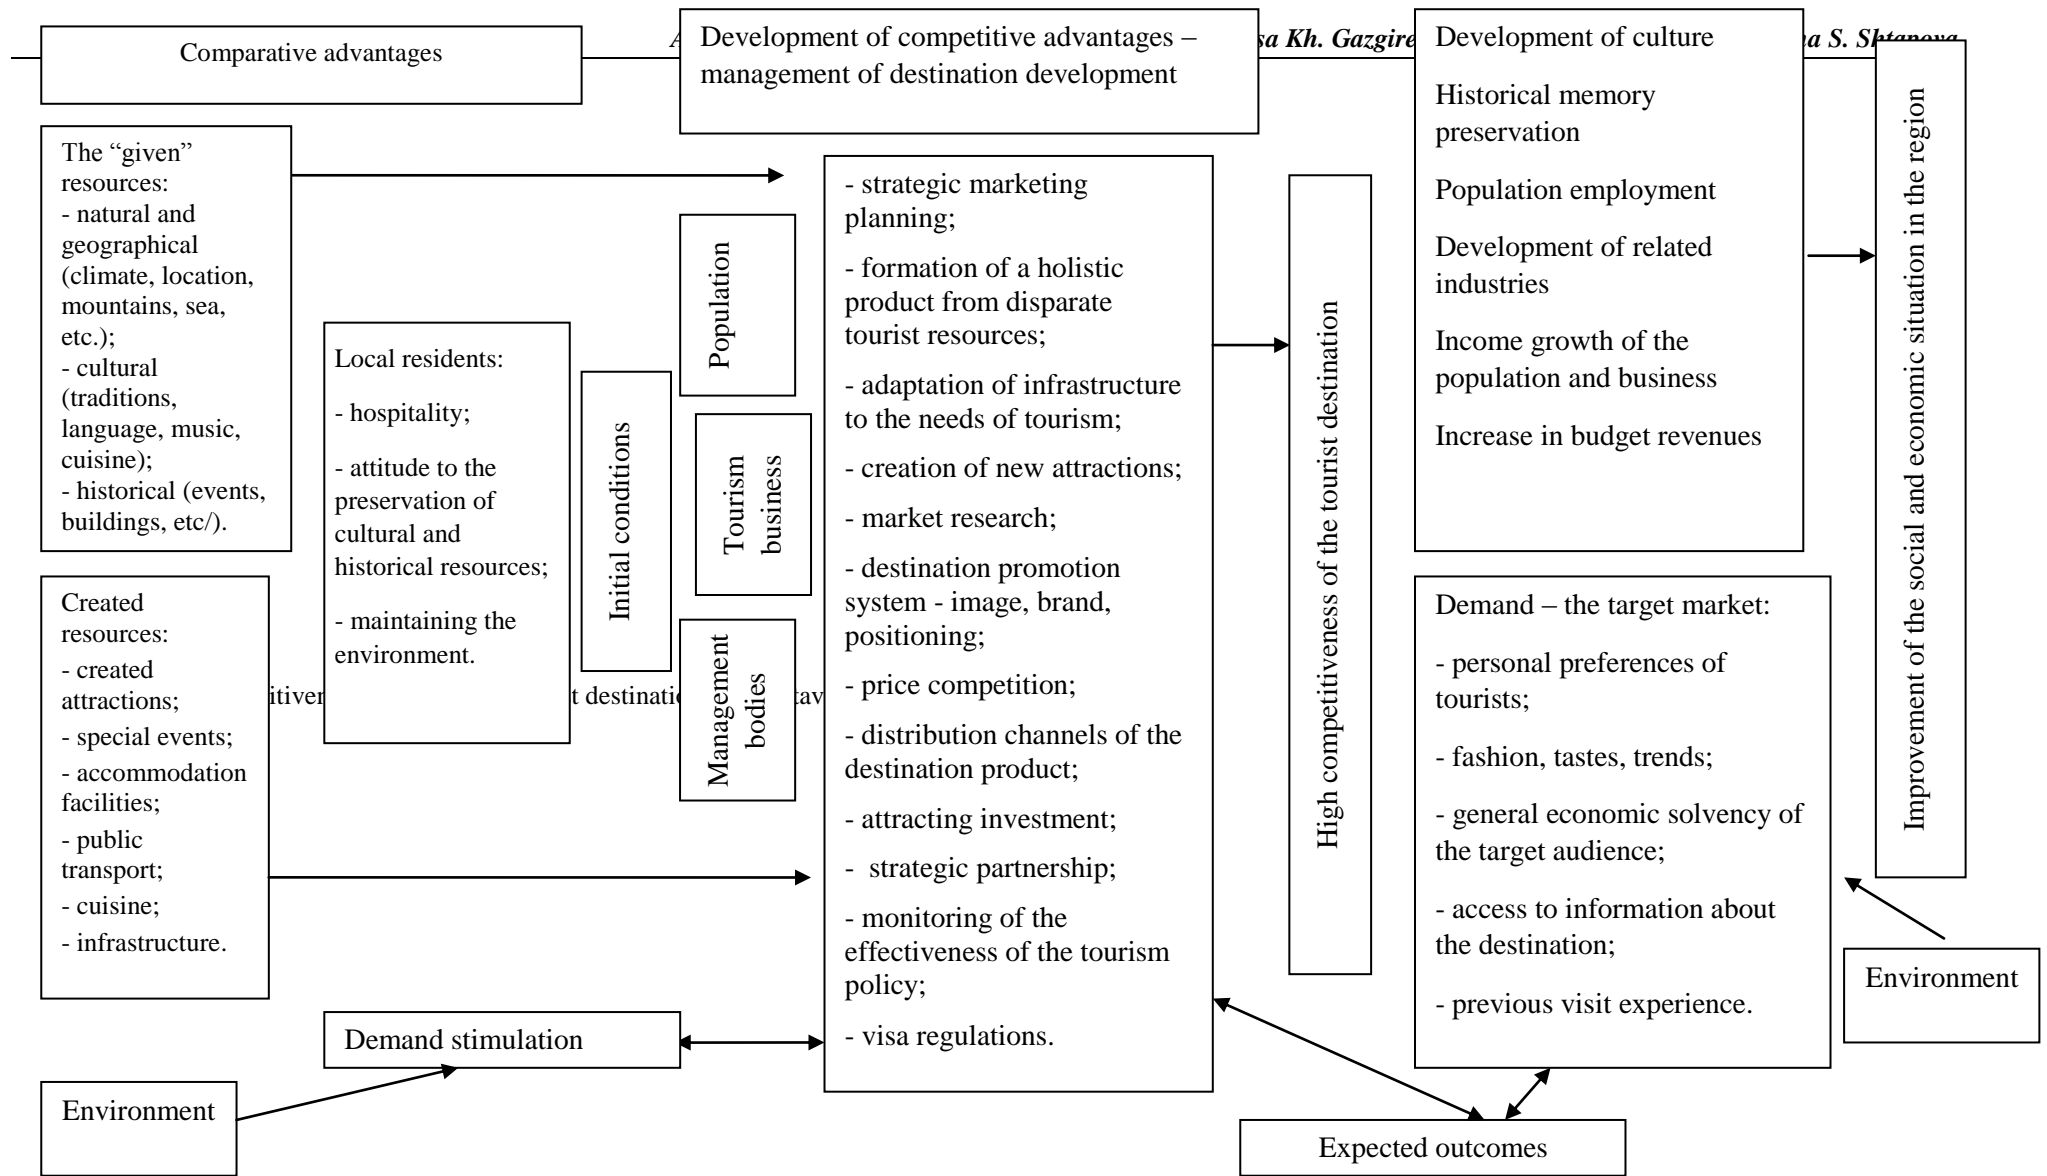 Comparative advantages
Development of competitive advantages –
management of destination development
sa Kh. Gazgire
a S. Shtapova
The “given”
resources:
- natural and
geographical
(climate, location,
mountains, sea,
etc.);
- cultural
(traditions,
language, music,
cuisine);
- historical (events,
buildings, etc/).
Created
resources:
- created
attractions;
- special events;
- accommodation
facilities;
- public
transport;
- cuisine;
- infrastructure.
Local residents:
- hospitality;
- attitude to the
preservation of
cultural and
historical resources;
- maintaining the
environment.
itiven
t destinati
tav
Initial conditions
Population
Tourism
business
Management
bodies
- strategic marketing
planning;
- formation of a holistic
product from disparate
tourist resources;
- adaptation of infrastructure
to the needs of tourism;
- creation of new attractions;
- market research;
- destination promotion
system - image, brand,
positioning;
- price competition;
- distribution channels of the
destination product;
- attracting investment;
- strategic partnership;
- monitoring of the
effectiveness of the tourism
policy;
- visa regulations.
High competitiveness of the tourist destination
Development of culture
Historical memory
preservation
Population employment
Development of related
industries
Income growth of the
population and business
Increase in budget revenues
Demand – the target market:
- personal preferences of
tourists;
- fashion, tastes, trends;
- general economic solvency of
the target audience;
- access to information about
the destination;
- previous visit experience.
Improvement of the social and economic situation in the region
Environment
Demand stimulation
Environment
Expected outcomes